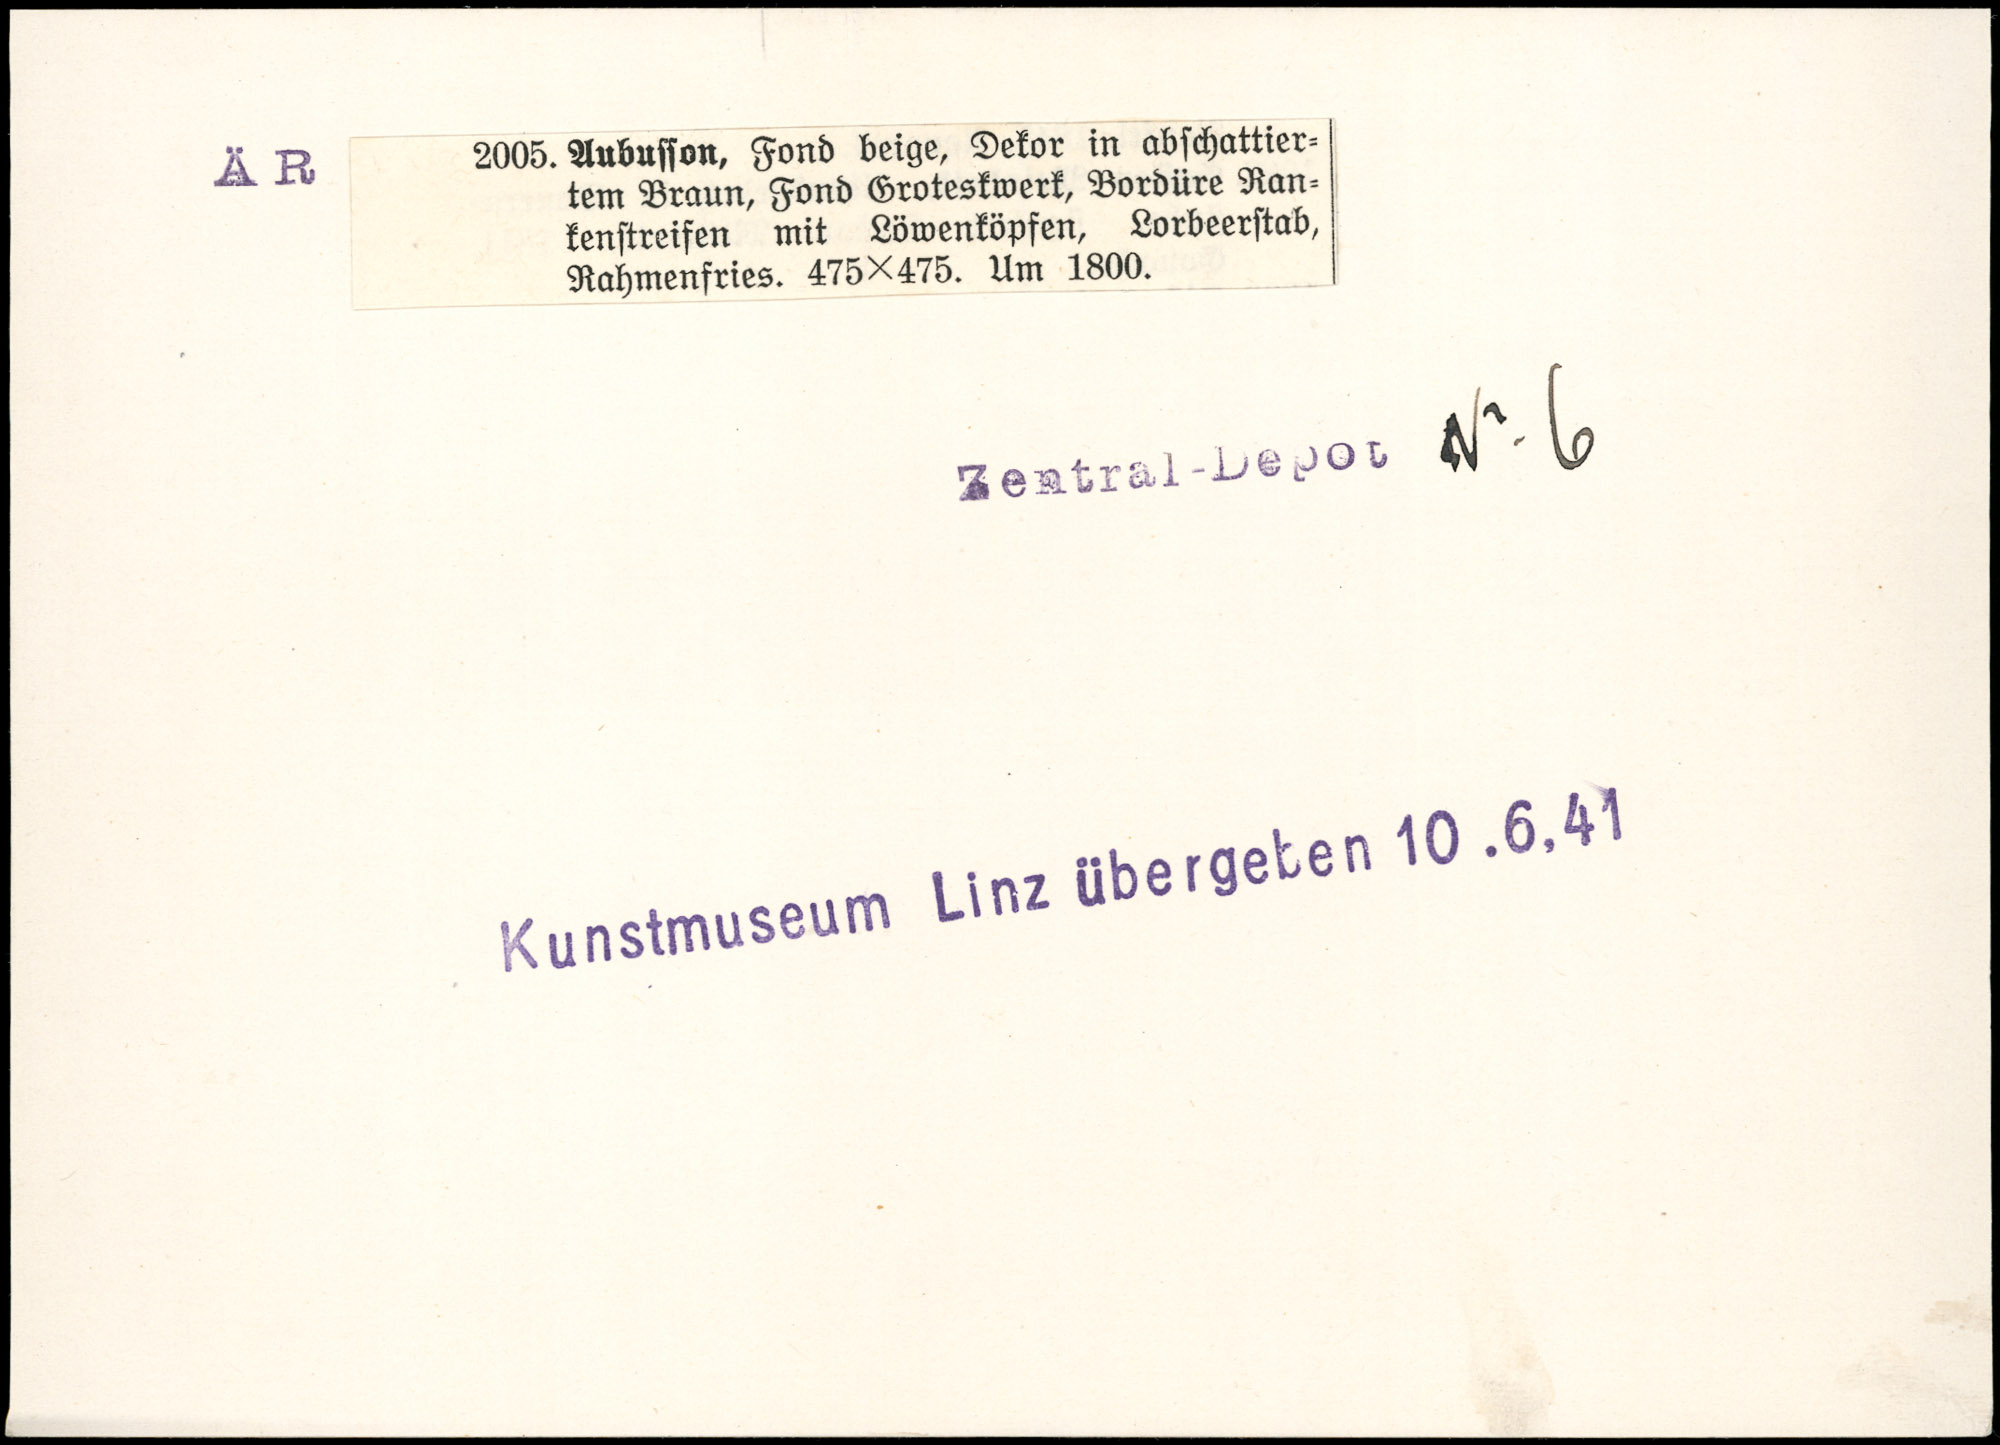 Ä R
2005. Aubusson, Fond beige, Dekor in abschattier-
tem Braun, Fond Groteskwerk, Bordüre Ran-
kenstreifen mit Löwenköpfen, Lorbeerstab,
Rahmenfries. 475×475. Um 1800.
Zentral-Depot Nr. 6
Kunstmuseum Linz übergeben 10.6.41